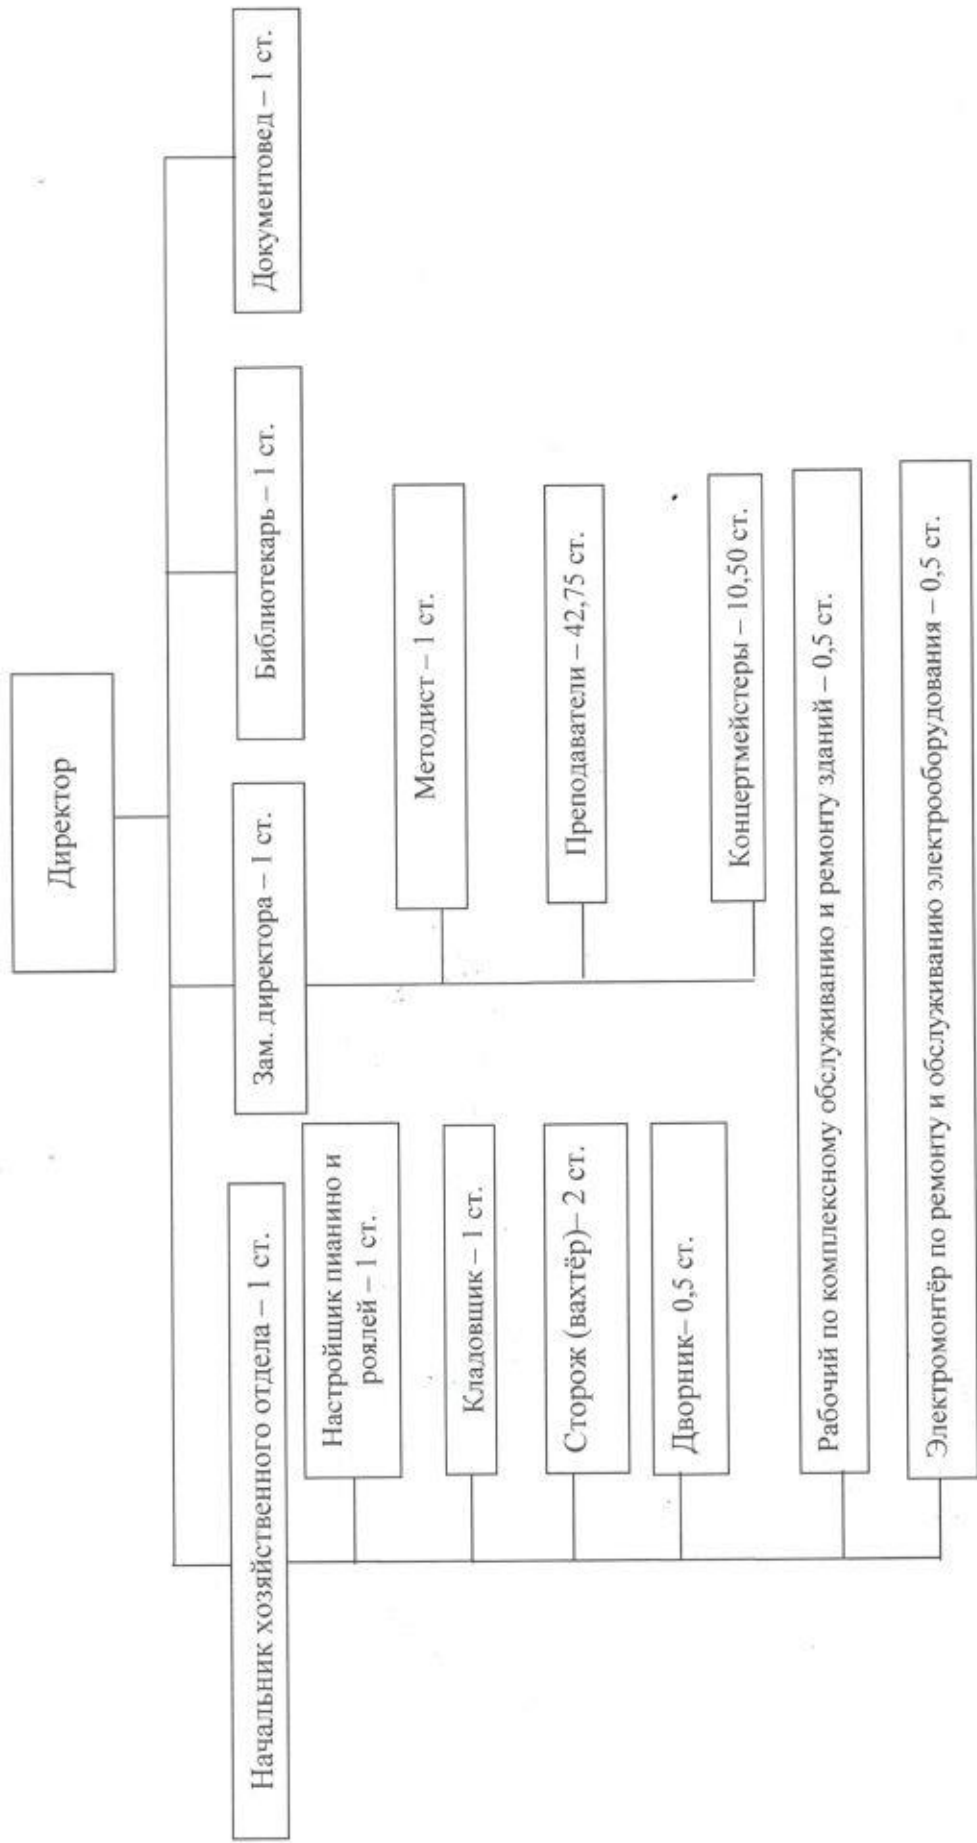 Директор
Начальник хозяйственного отдела – 1 ст.
Зам. директора – 1 ст.
Библиотекарь – 1 ст.
Документовед – 1 ст.
Настройщик пианино и
роялей – 1 ст.
Кладовщик – 1 ст.
Сторож (вахтёр)– 2 ст.
Дворник– 0,5 ст.
Методист – 1 ст.
Преподаватели – 42,75 ст.
Концертмейстеры – 10,50 ст.
Рабочий по комплексному обслуживанию и ремонту зданий – 0,5 ст.
Электромонтёр по ремонту и обслуживанию электрооборудования – 0,5 ст.